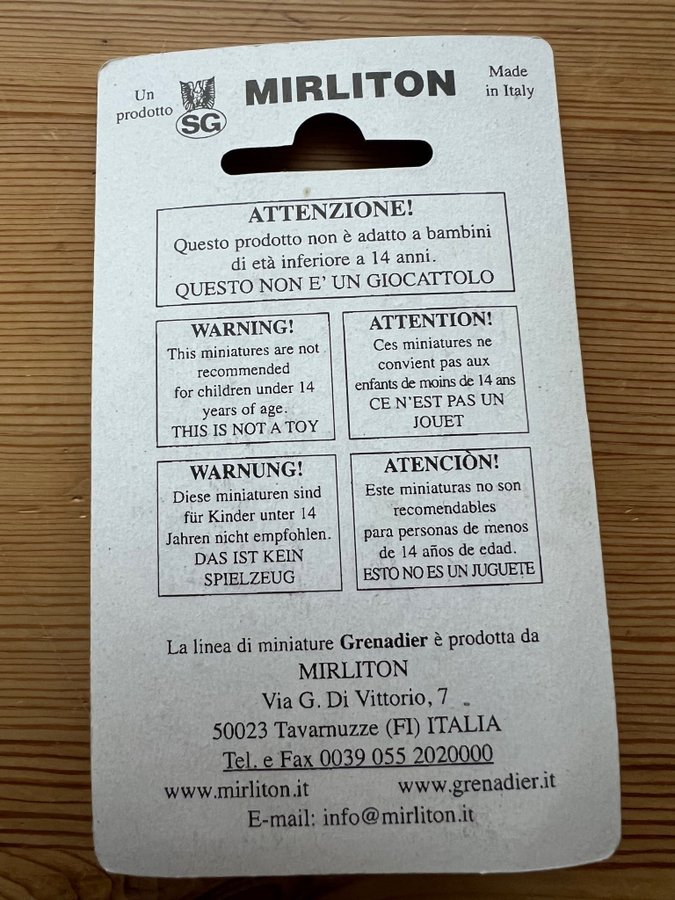 Un
prodotto
SG
MIRLITON
Made
in Italy
ATTENZIONE!
Questo prodotto non è adatto a bambini
di età inferiore a 14 anni.
QUESTO NON E' UN GIOCATTOLO
WARNING!
This miniatures are not
recommended
for children under 14
years of age.
THIS IS NOT A TOY
ATTENTION!
Ces miniatures ne
convient pas aux
enfants de moins de 14 ans
CE N'EST PAS UN
JOUET
WARNUNG!
Diese miniaturen sind
für Kinder unter 14
Jahren nicht empfohlen.
DAS IST KEIN
SPIELZEUG
ATENCIÒN!
Este miniaturas no son
recomendables
para personas de menos
de 14 años de edad.
ESTO NO ES UN JUGUETE
La linea di miniature Grenadier è prodotta da
MIRLITON
Via G. Di Vittorio, 7
50023 Tavarnuzze (FI) ITALIA
Tel. e Fax 0039 055 2020000
www.mirliton.it www.grenadier.it
E-mail: info@mirliton.it